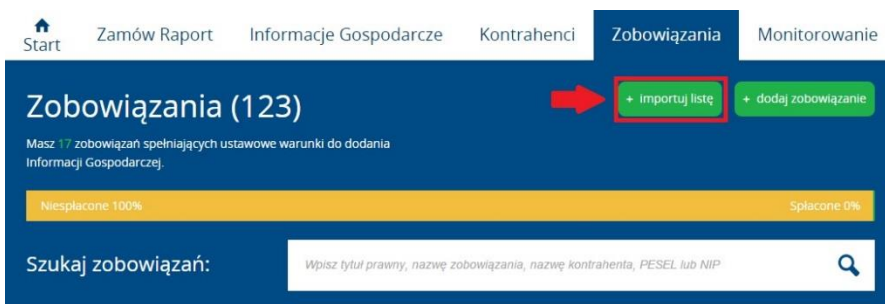 Start
Zamów Raport
Informacje Gospodarcze
Kontrahenci
Zobowiązania
Monitorowanie
Zobowiązania (123)
+ importuj listę
+ dodaj zobowiązanie
Masz 17 zobowiązań spełniających ustawowe warunki do dodania
Informacji Gospodarczej.
Niespłacone 100%
Spłacone 0%
Szukaj zobowiązań:
Wpisz tytuł prawny, nazwę zobowiązania, nazwę kontrahenta, PESEL lub NIP